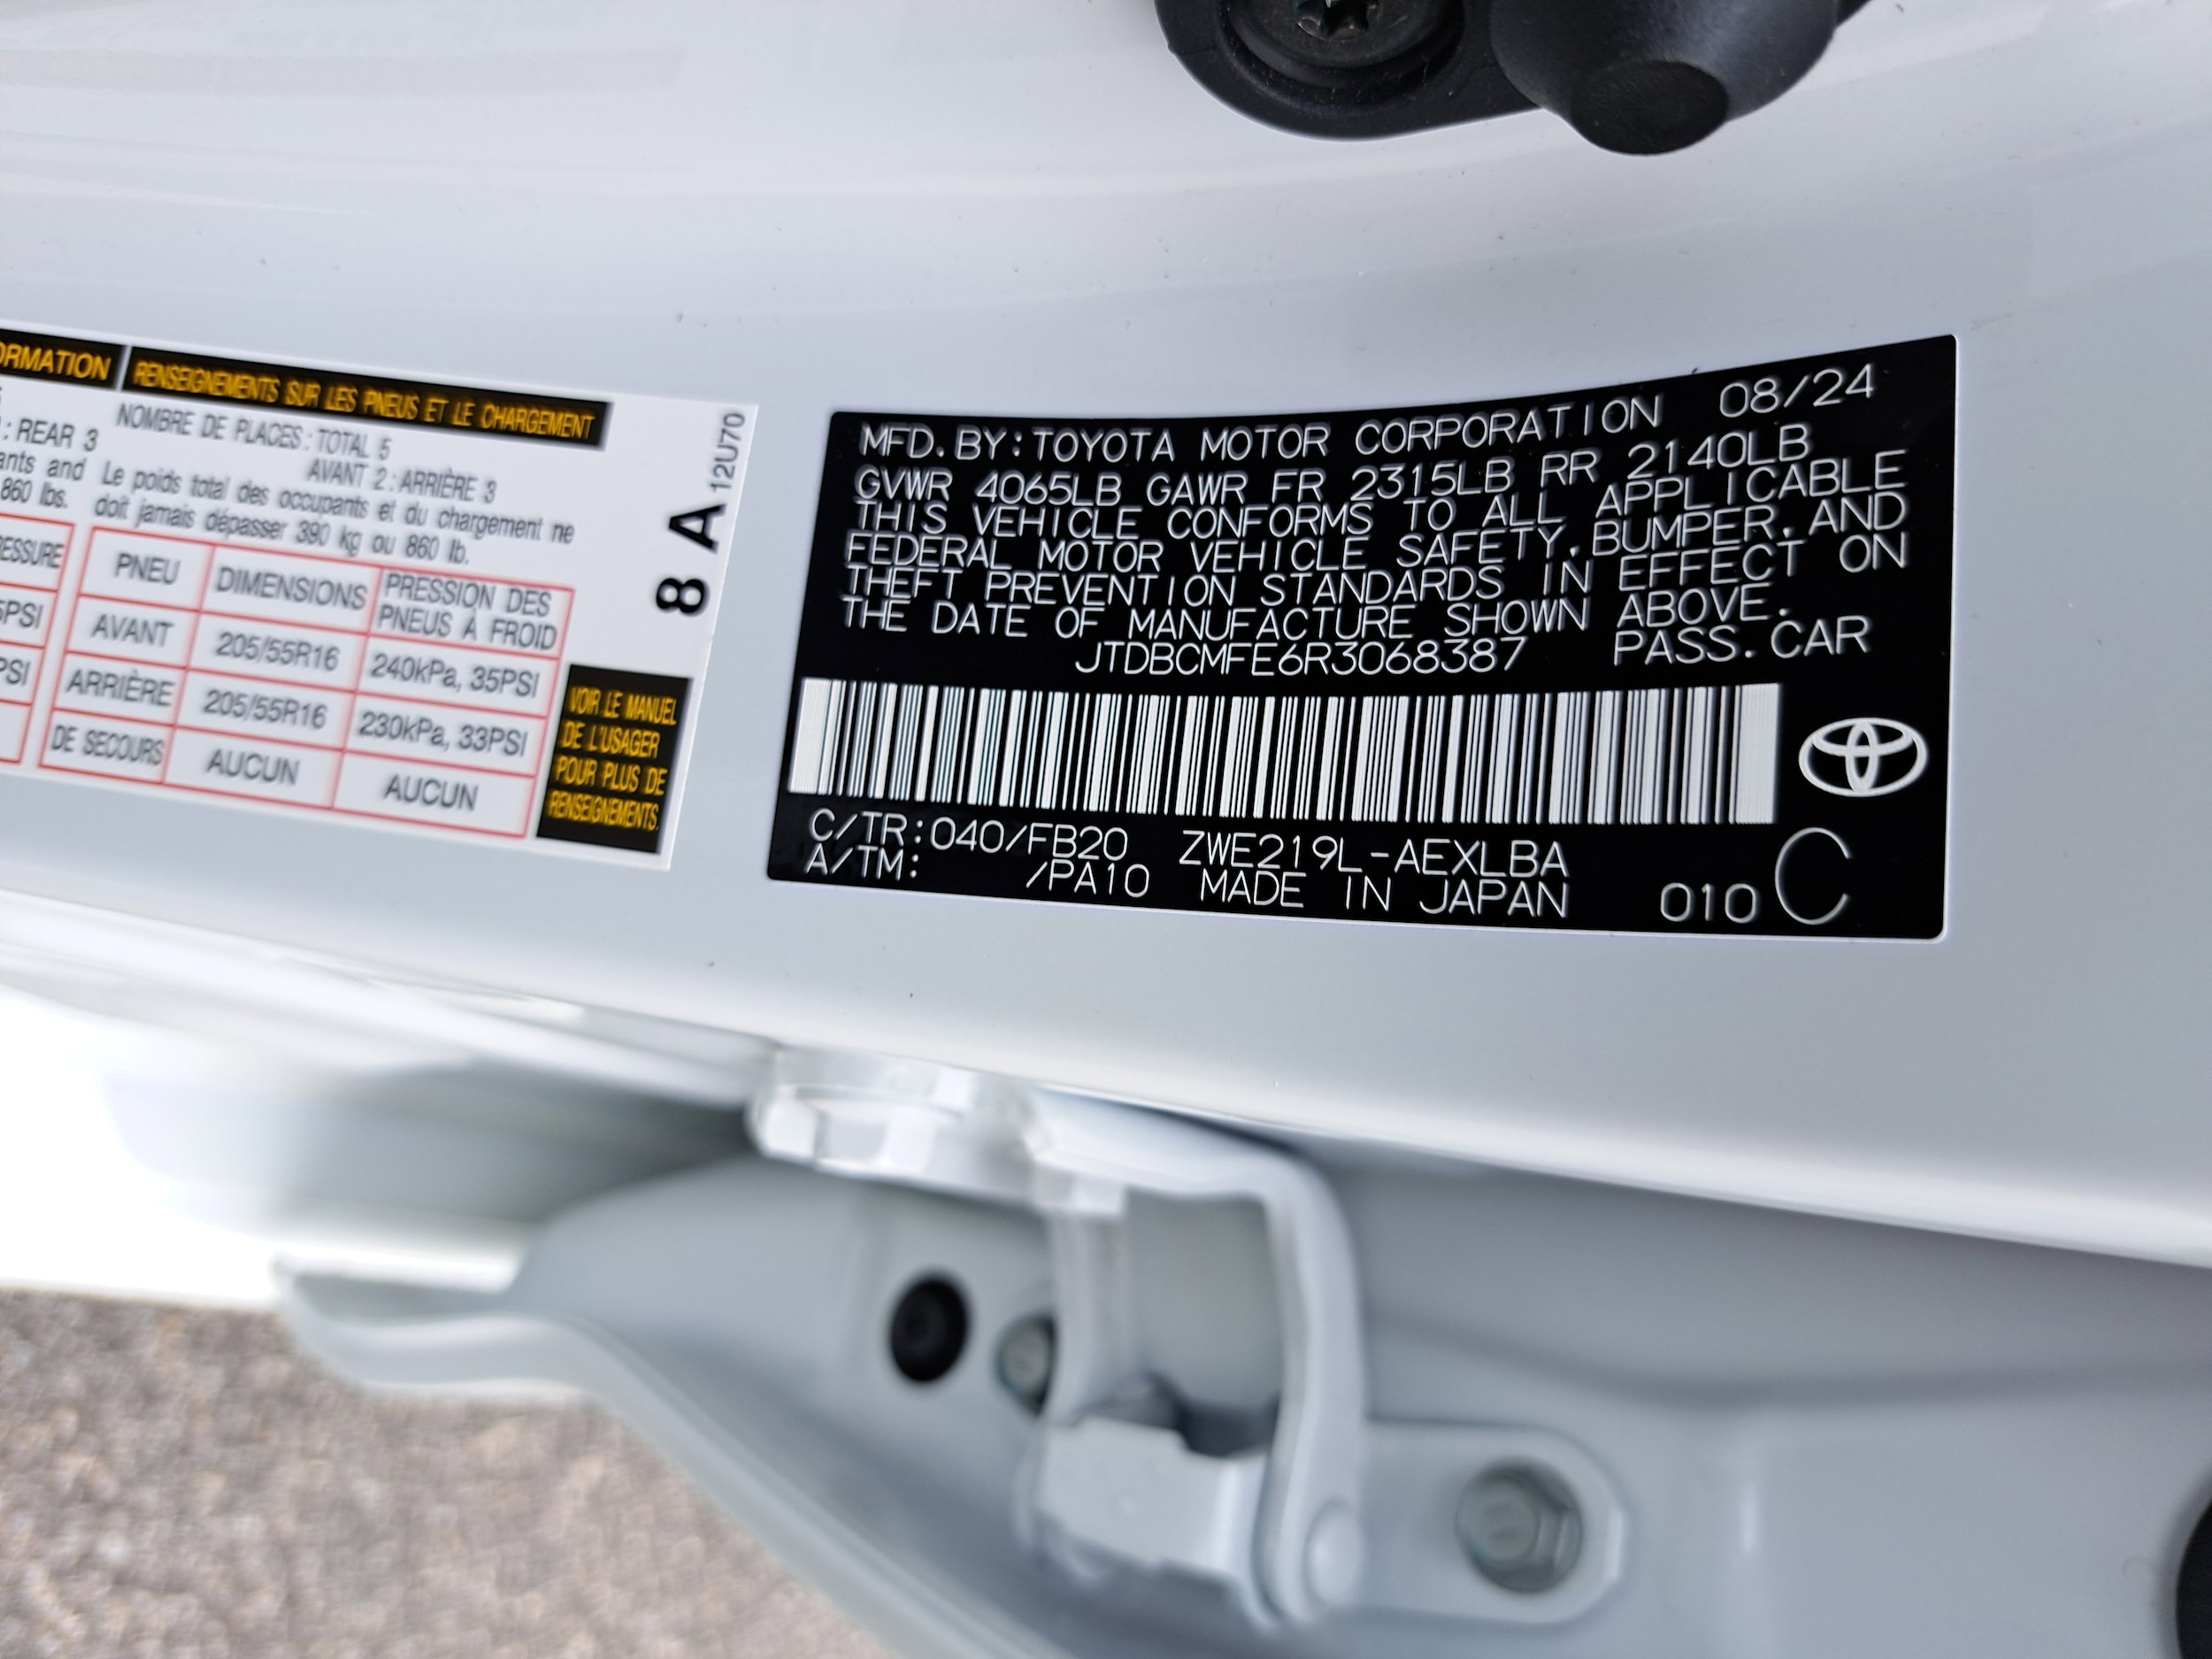 ORMATION
: REAR 3
ants and
860 lbs.
ESSURE
5PSI
PSI
RENSEIGNEMENTS SUR LES PNEUS ET LE CHARGEMENT
NOMBRE DE PLACES : TOTAL 5
AVANT 2 : ARRIÈRE 3
Le poids total des occupants et du chargement ne
doit jamais dépasser 390 kg ou 860 lb.
PNEU DIMENSIONS PRESSION DES PNEUS À FROID
AVANT 205/55R16 240kPa, 35PSI
ARRIÈRE 205/55R16 230kPa, 33PSI
DE SECOURS AUCUN AUCUN
VOIR LE MANUEL
DE L'USAGER
POUR PLUS DE
RENSEIGNEMENTS.
8 A 12U70
MFD. BY: TOYOTA MOTOR CORPORATION 08/24
GVWR 4065LB GAWR FR 2315LB RR 2140LB
THIS VEHICLE CONFORMS TO ALL APPLICABLE
FEDERAL MOTOR VEHICLE SAFETY, BUMPER, AND
THEFT PREVENTION STANDARDS IN EFFECT ON
THE DATE OF MANUFACTURE SHOWN ABOVE.
JTDBCMFE6R3068387 PASS. CAR
C/TR: 040/FB20 ZWE219L-AEXLBA
A/TM: /PA10 MADE IN JAPAN 010 C